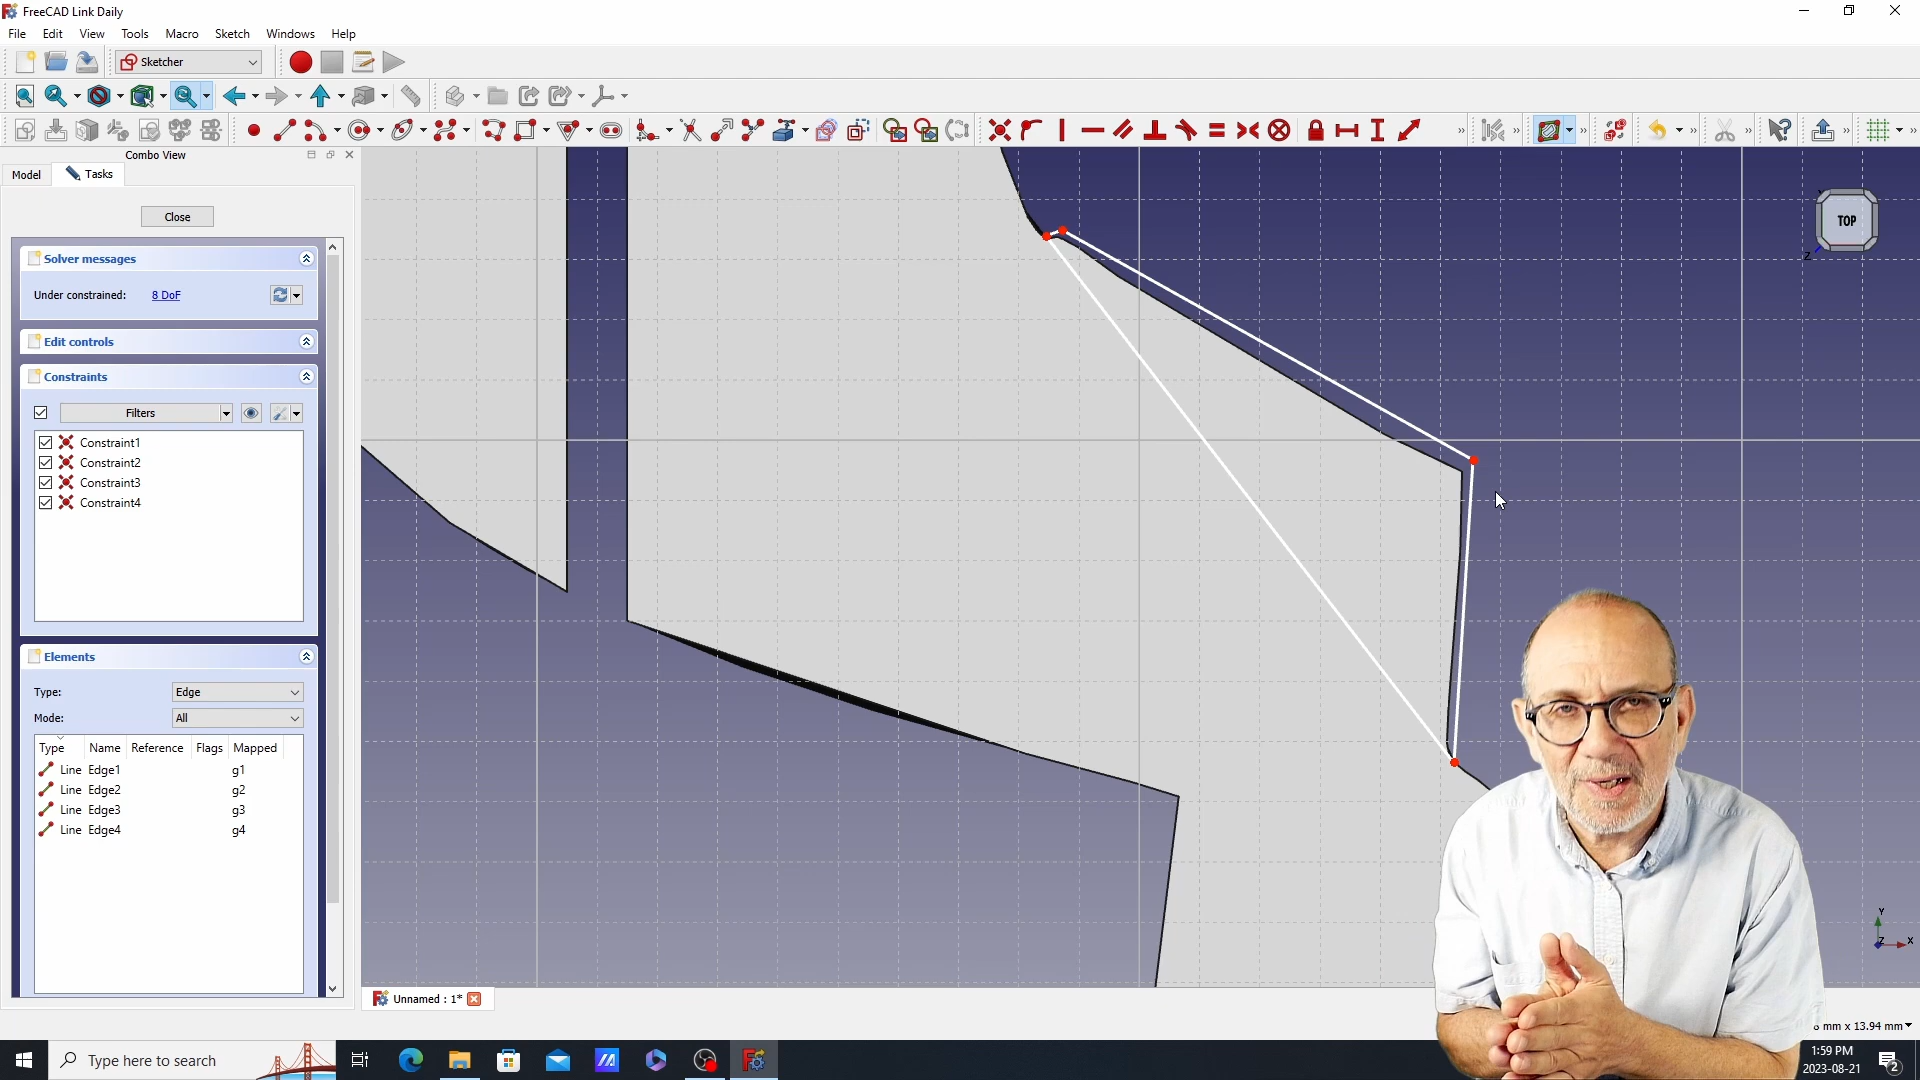 FreeCAD Link Daily
File Edit View Tools Macro Sketch Windows Help
Sketcher
Combo View
Model Tasks
Close
Solver messages
Under constrained: 8 DoF
Edit controls
Constraints
Filters
Constraint1
Constraint2
Constraint3
Constraint4
Elements
Type: Edge
Mode: All
Type Name Reference Flags Mapped
Line Edge1 g1
Line Edge2 g2
Line Edge3 g3
Line Edge4 g4
TOP
Z
Y
Z X
Unnamed : 1*
mm x 13.94 mm
Type here to search
1:59 PM
2023-08-21
2